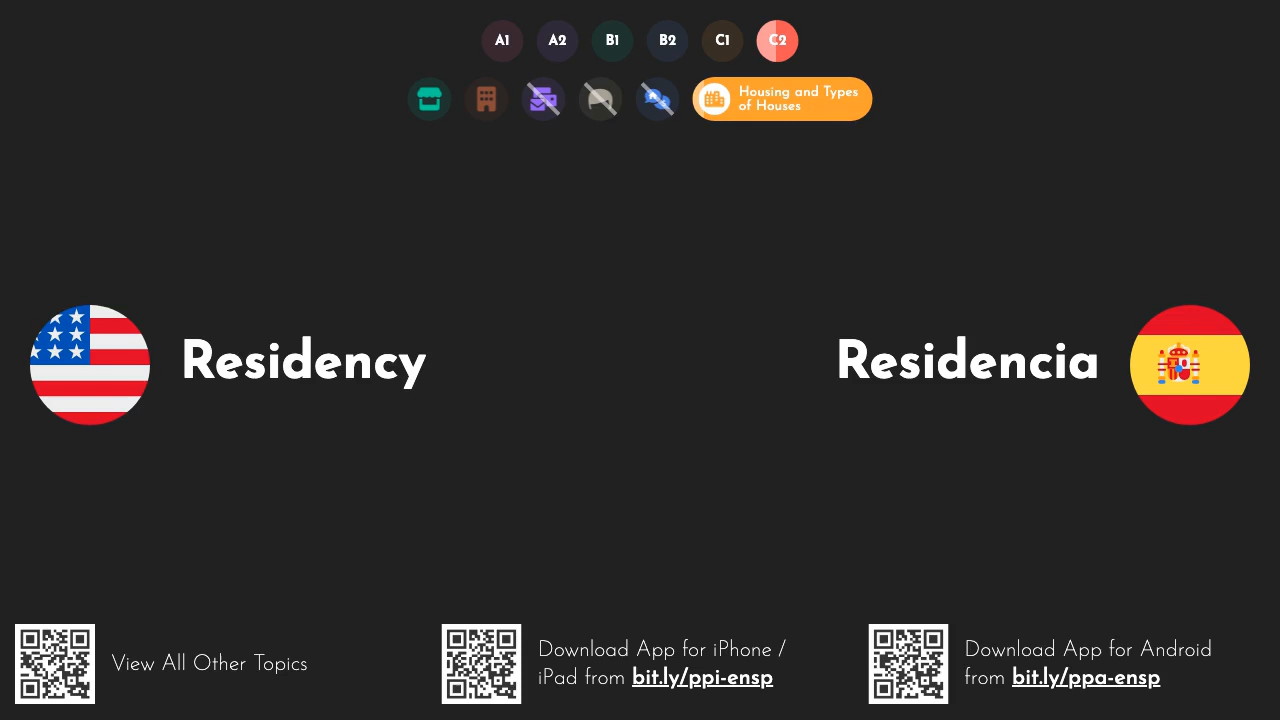 A1 A2 B1 B2 C1 C2
Housing and Types
of Houses
Residency
Residencia
View All Other Topics
Download App for iPhone /
iPad from bit.ly/ppi-ensp
Download App for Android
from bit.ly/ppa-ensp